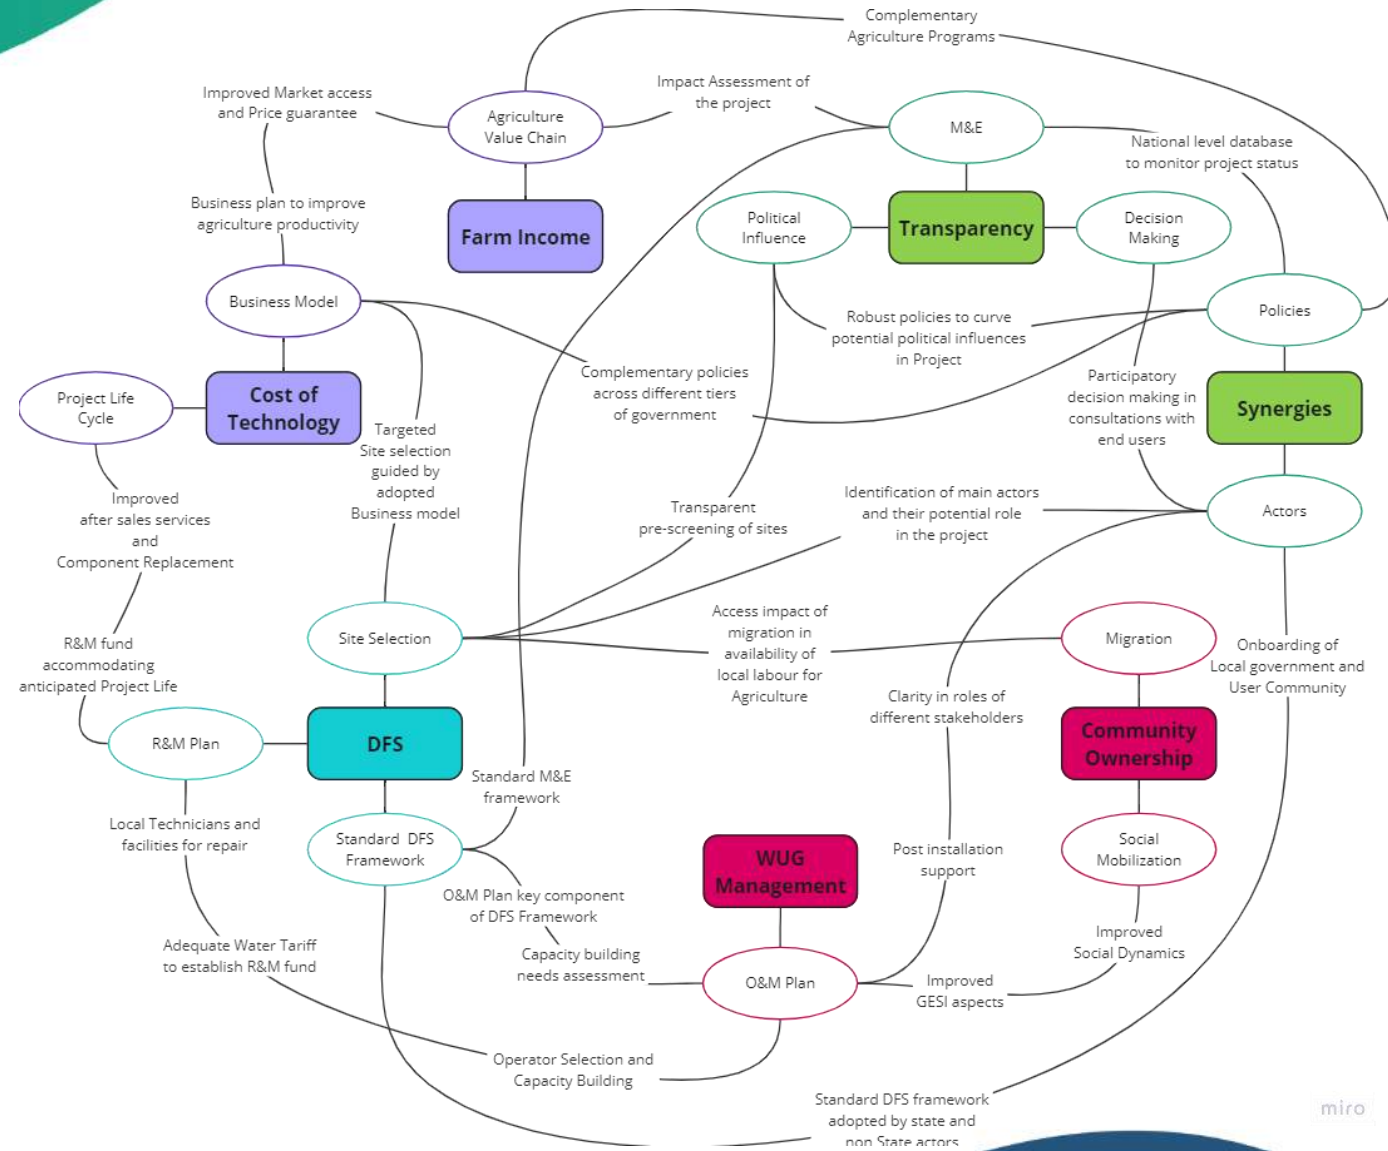 Complementary
Agriculture Programs
Improved Market access
and Price guarantee
Impact Assessment of
the project
Agriculture
Value Chain
M&E
National level database
to monitor project status
Business plan to improve
agriculture productivity
Farm Income
Political
Influence
Transparency
Decision
Making
Business Model
Policies
Robust policies to curve
potential political influences
in Project
Complementary policies
across different tiers
of government
Participatory
decision making in
consultations with
end users
Project Life
Cycle
Cost of
Technology
Synergies
Targeted
Site selection
guided by
adopted
Business model
Improved
after sales services
and
Component Replacement
Transparent
pre-screening of sites
Identification of main actors
and their potential role
in the project
Actors
Site Selection
Access impact of
migration in
availability of
local labour for
Agriculture
Migration
Onboarding of
Local government and
User Community
R&M fund
accommodating
anticipated Project Life
Clarity in roles of
different stakeholders
R&M Plan
DFS
Community
Ownership
Standard M&E
framework
Local Technicians and
facilities for repair
Standard DFS
Framework
WUG
Management
Post installation
support
Social
Mobilization
O&M Plan key component
of DFS Framework
Capacity building
needs assessment
Adequate Water Tariff
to establish R&M fund
O&M Plan
Improved
GESI aspects
Improved
Social Dynamics
Operator Selection and
Capacity Building
Standard DFS framework
adopted by state and
non State actors
miro